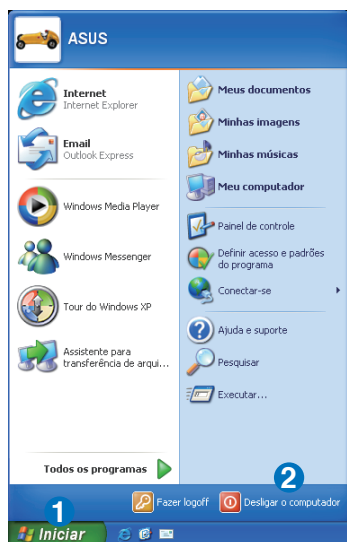 ASUS
Internet
Internet Explorer
Email
Outlook Express
Windows Media Player
Windows Messenger
Tour do Windows XP
Assistente para
transferência de arqui...
Todos os programas
Meus documentos
Minhas imagens
Minhas músicas
Meu computador
Painel de controle
Definir acesso e padrões
do programa
Conectar-se
Ajuda e suporte
Pesquisar
Executar...
2
Fazer logoff
Desligar o computador
1
Iniciar